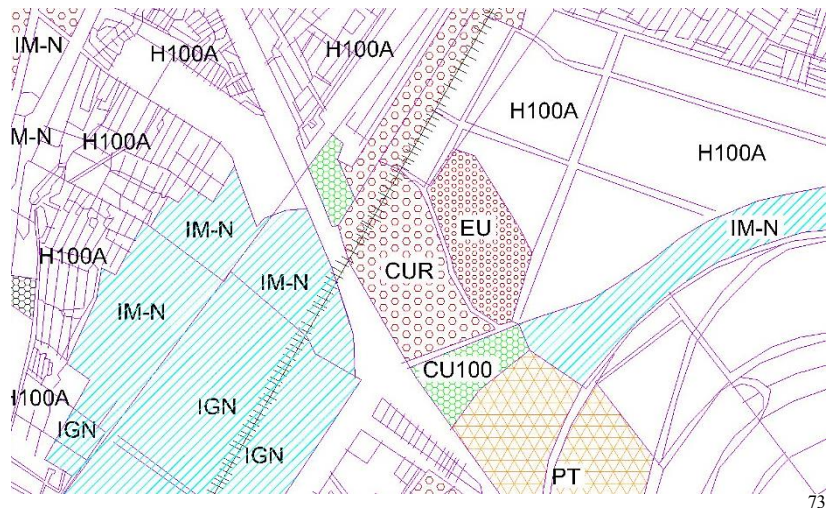 IM-N
H100A
H100A
M-N
H100A
H100A
H100A
IM-N
EU
IM-N
H100A
CUR
IM-N
IM-N
CU100
H100A
IGN
IGN
IGN
PT
73